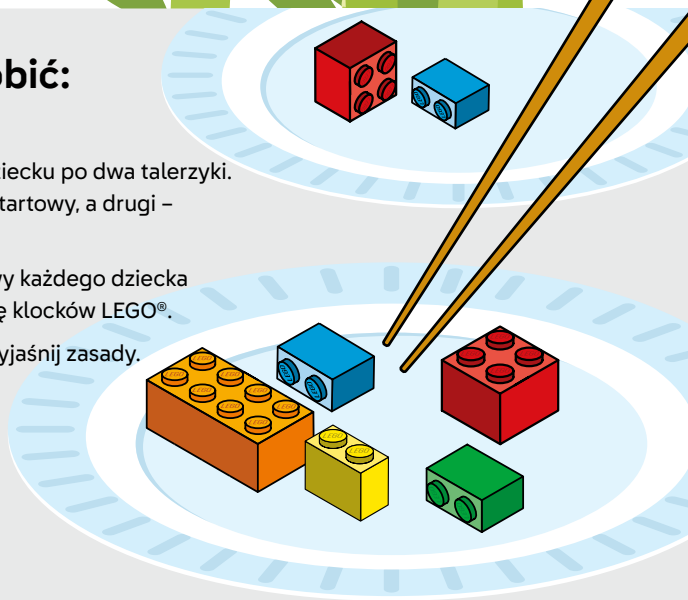 obić:
iecku po dwa talerzyki.
tartowy, a drugi –
y każdego dziecka
ę klocków LEGO®.
yjaśnij zasady.